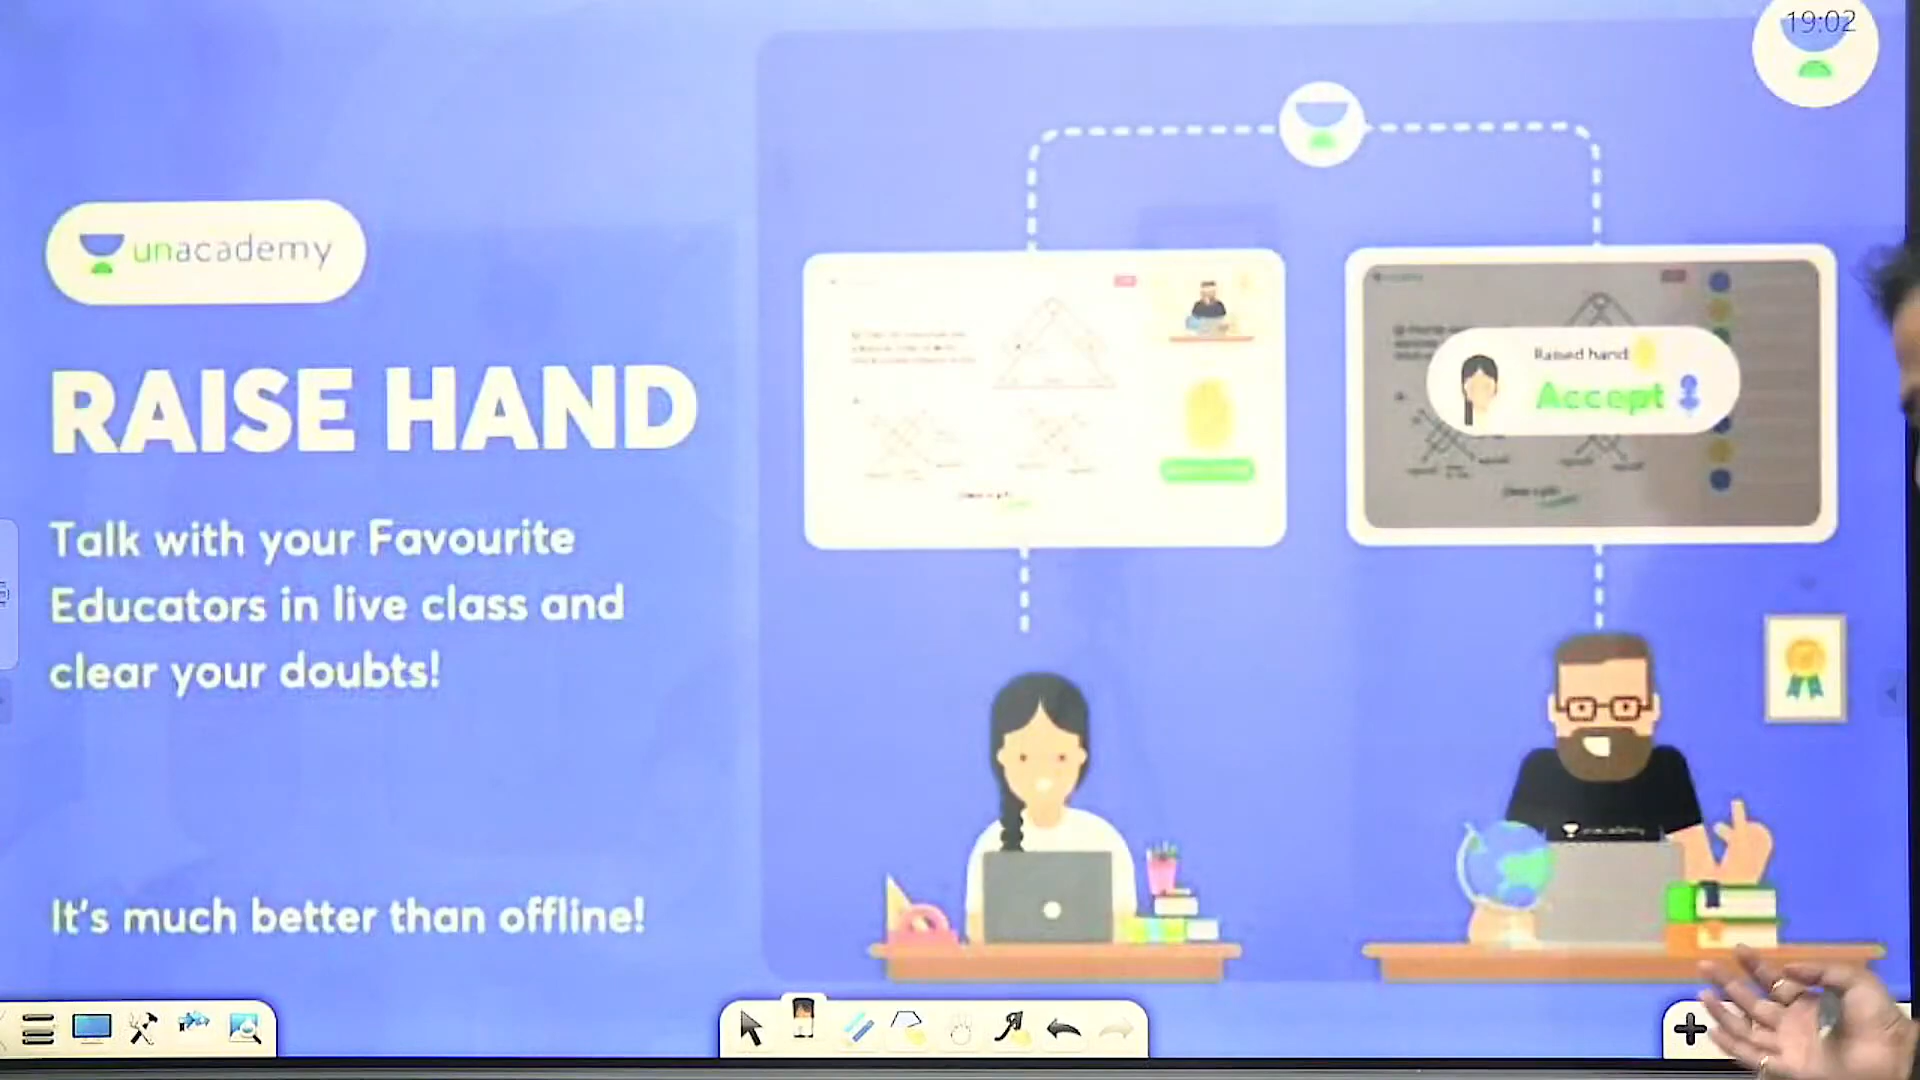 19:02
unacademy
RAISE HAND
Talk with your Favourite
Educators in live class and
clear your doubts!
It's much better than offline!
Raised hand
Accept
unacademy